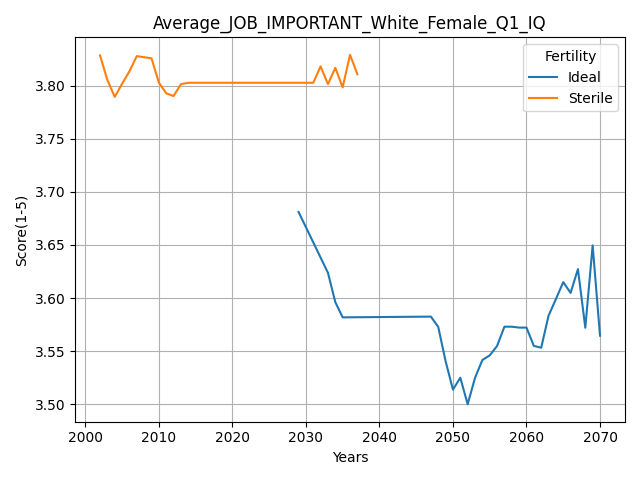 Average_JOB_IMPORTANT_White_Female_Q1_IQ
Fertility
Ideal
Sterile
Score(1-5)
3.80
3.75
3.70
3.65
3.60
3.55
3.50
2000 2010 2020 2030 2040 2050 2060 2070
Years